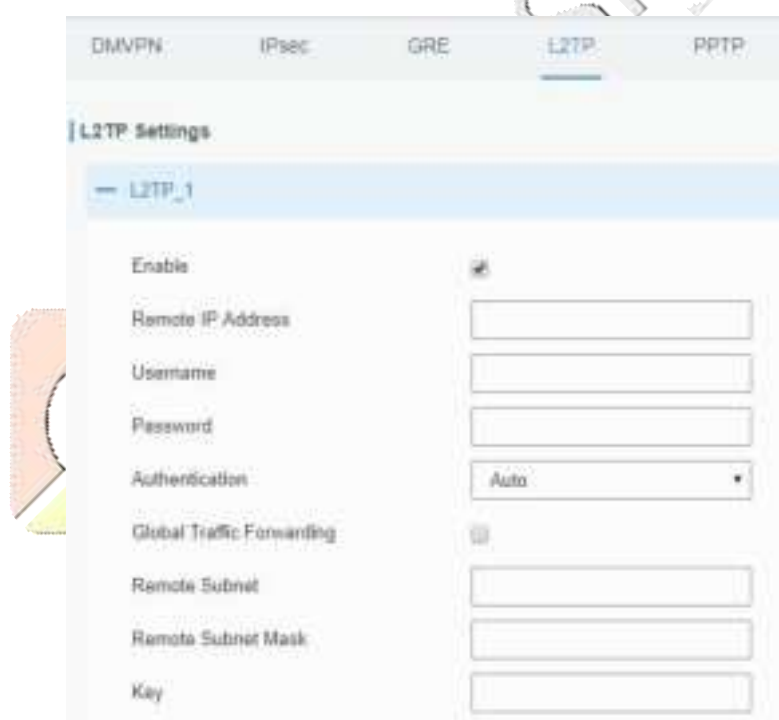 DMVPN IPsec GRE L2TP PPTP
L2TP Settings
— L2TP_1
Enable
Remote IP Address
Username
Password
Authentication Auto
Global Traffic Forwarding
Remote Subnet
Remote Subnet Mask
Key